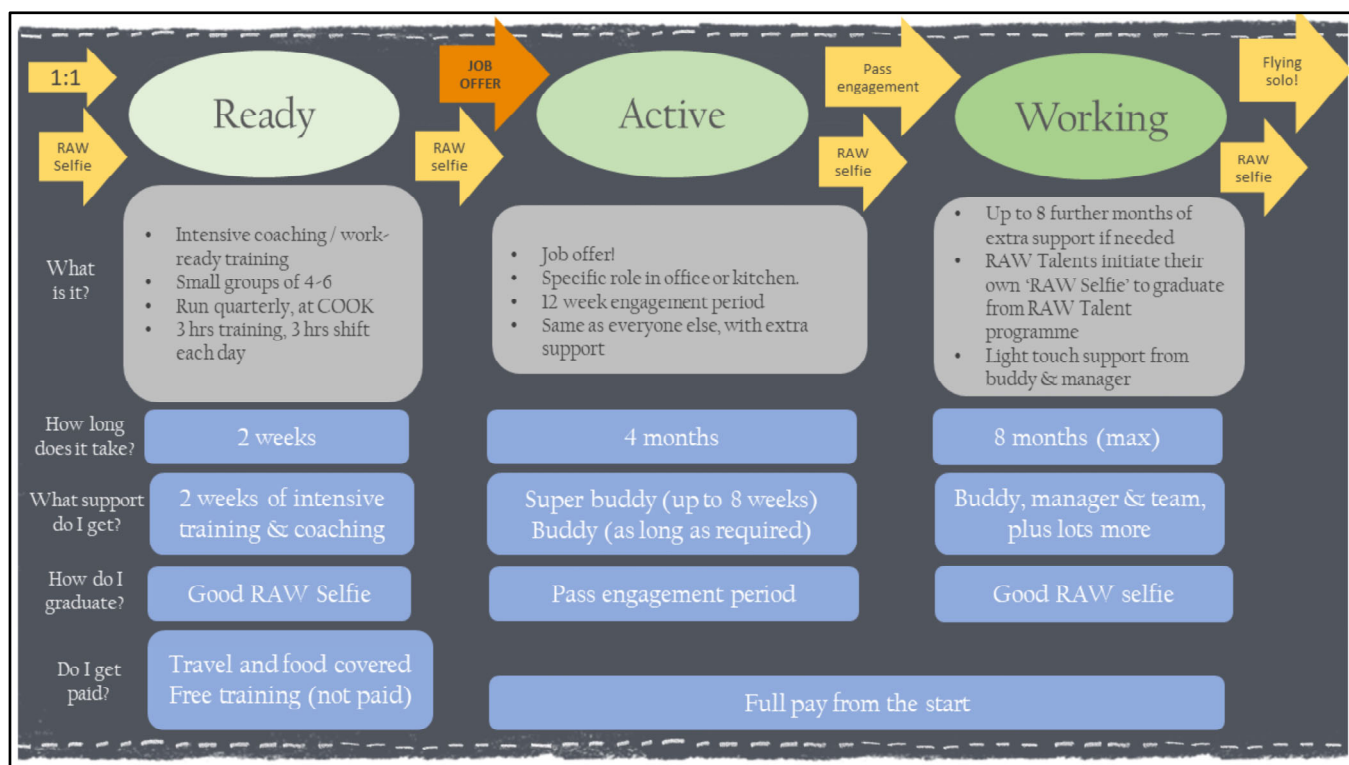 1:1
RAW
Selfie
Ready
JOB
OFFER
RAW
selfie
Active
Pass
engagement
RAW
selfie
Working
Flying
solo!
RAW
selfie
What
is it?
• Intensive coaching / work-
ready training
• Small groups of 4-6
• Run quarterly, at COOK
• 3 hrs training, 3 hrs shift
each day
• Job offer!
• Specific role in office or kitchen.
• 12 week engagement period
• Same as everyone else, with extra
support
• Up to 8 further months of
extra support if needed
• RAW Talents initiate their
own ‘RAW Selfie’ to graduate
from RAW Talent
programme
• Light touch support from
buddy & manager
How long
does it take?
2 weeks
4 months
8 months (max)
What support
do I get?
2 weeks of intensive
training & coaching
Super buddy (up to 8 weeks)
Buddy (as long as required)
Buddy, manager & team,
plus lots more
How do I
graduate?
Good RAW Selfie
Pass engagement period
Good RAW selfie
Do I get
paid?
Travel and food covered
Free training (not paid)
Full pay from the start